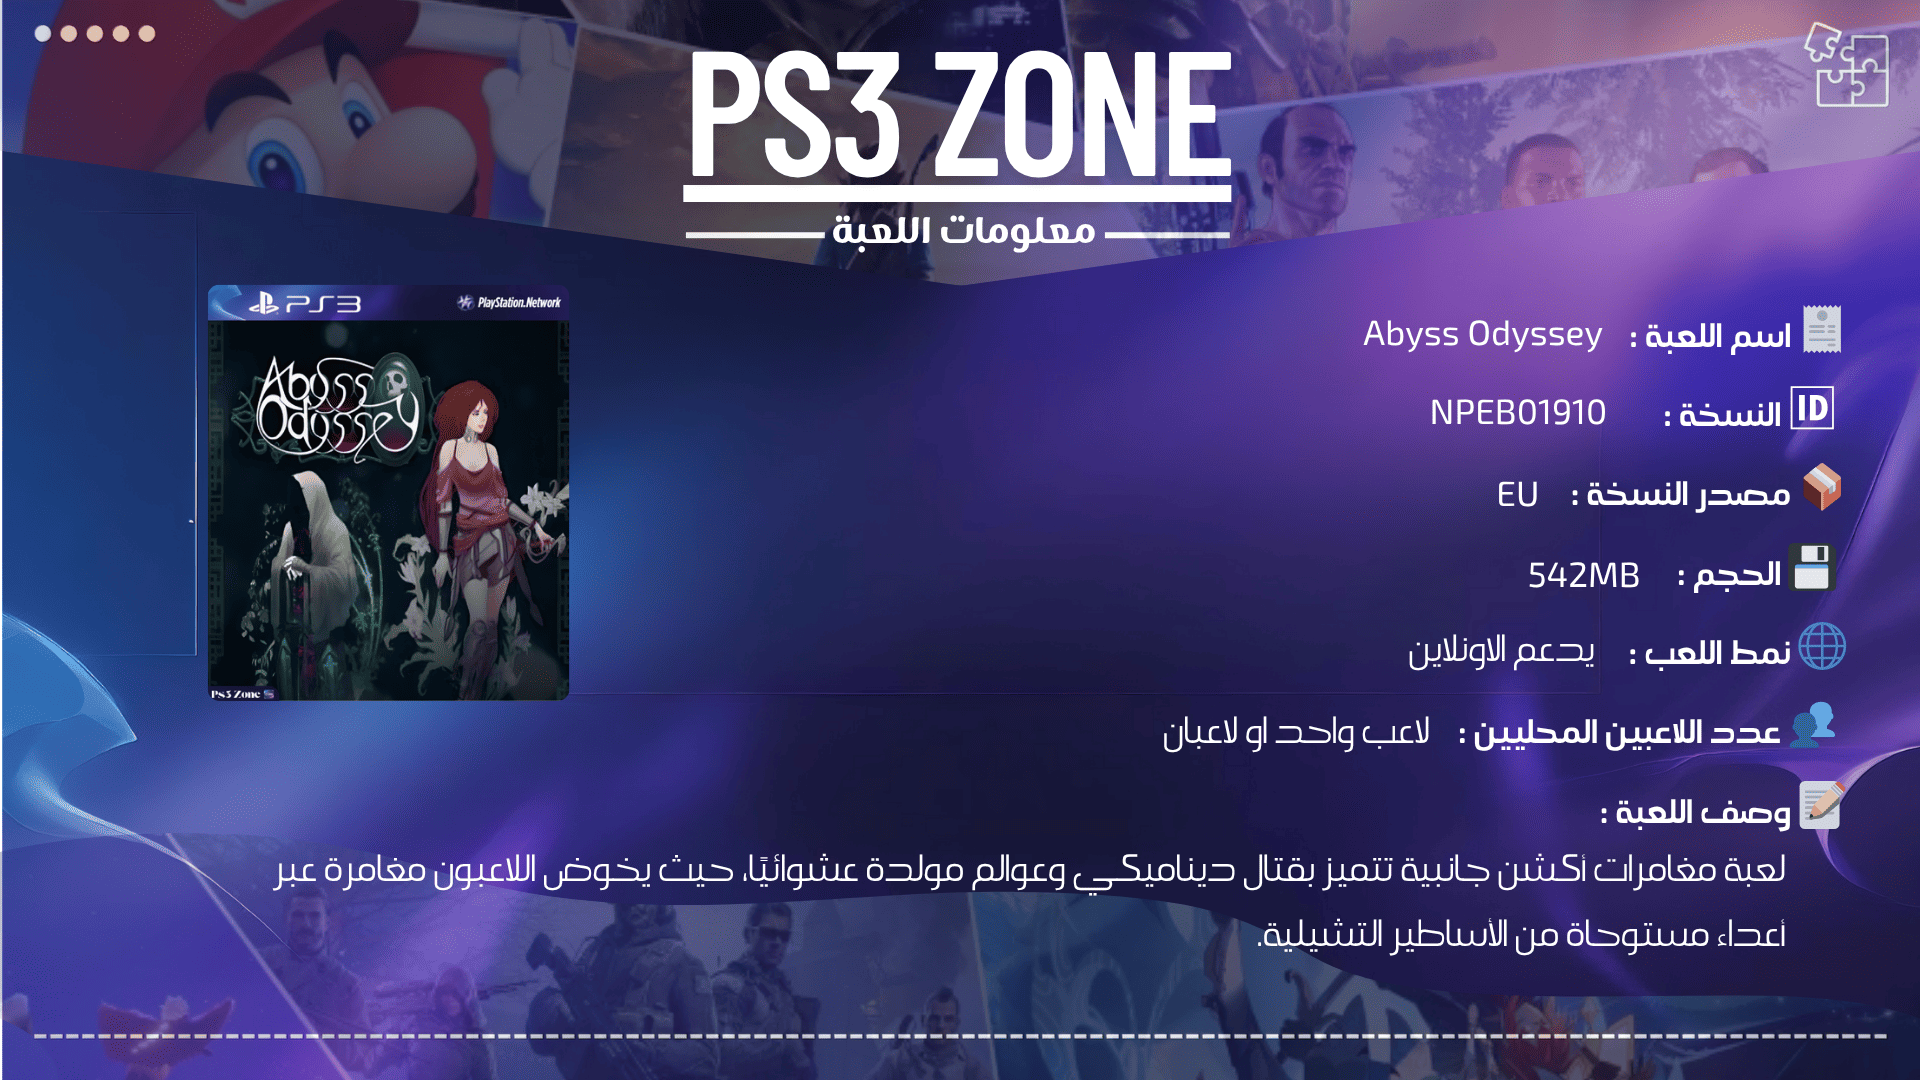 PS3 ZONE
معلومات اللعبة
PS3 PlayStation.Network
Abyss
Odyssey
Ps3 Zone
اسم اللعبة : Abyss Odyssey
ID النسخة : NPEB01910
مصدر النسخة : EU
الحجم : 542MB
نمط اللعب : يدعم الاونلاين
عدد اللاعبين المحليين : لاعب واحد او لاعبان
وصف اللعبة :
لعبة مغامرات أكشن جانبية تتميز بقتال ديناميكي وعوالم مولدة عشوائيًا، حيث يخوض اللاعبون مغامرة عبر
أعداء مستوحاة من الأساطير التشيلية.